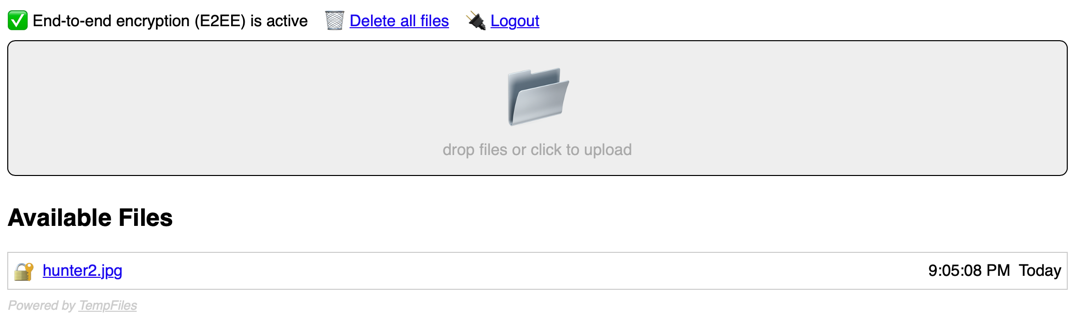 End-to-end encryption (E2EE) is active Delete all files Logout
drop files or click to upload
Available Files
hunter2.jpg 9:05:08 PM Today
Powered by TempFiles